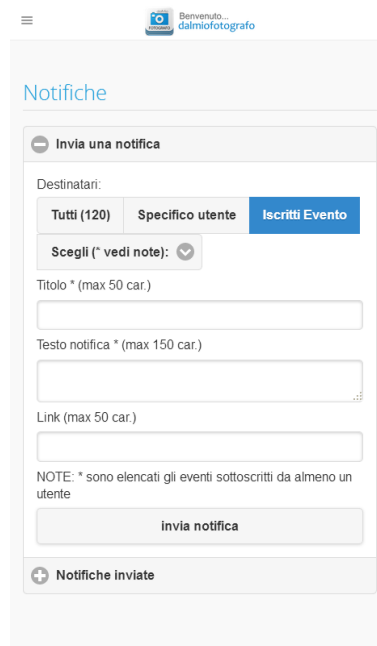 Benvenuto...
dalmiofotografo
Notifiche
Invia una notifica
Destinatari:
Tutti (120) Specifico utente Iscritti Evento
Scegli (* vedi note):
Titolo * (max 50 car.)
Testo notifica * (max 150 car.)
Link (max 50 car.)
NOTE: * sono elencati gli eventi sottoscritti da almeno un
utente
invia notifica
Notifiche inviate